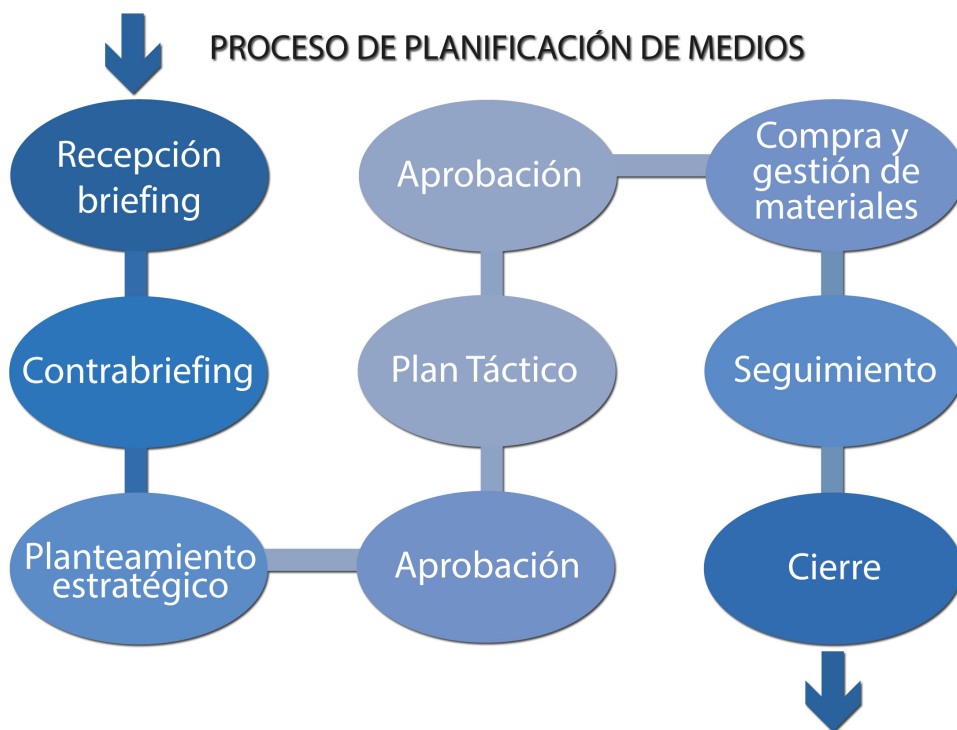 PROCESO DE PLANIFICACIÓN DE MEDIOS
Recepción
briefing
Contrabriefing
Planteamiento
estratégico
Aprobación
Plan Táctico
Aprobación
Compra y
gestión de
materiales
Seguimiento
Cierre